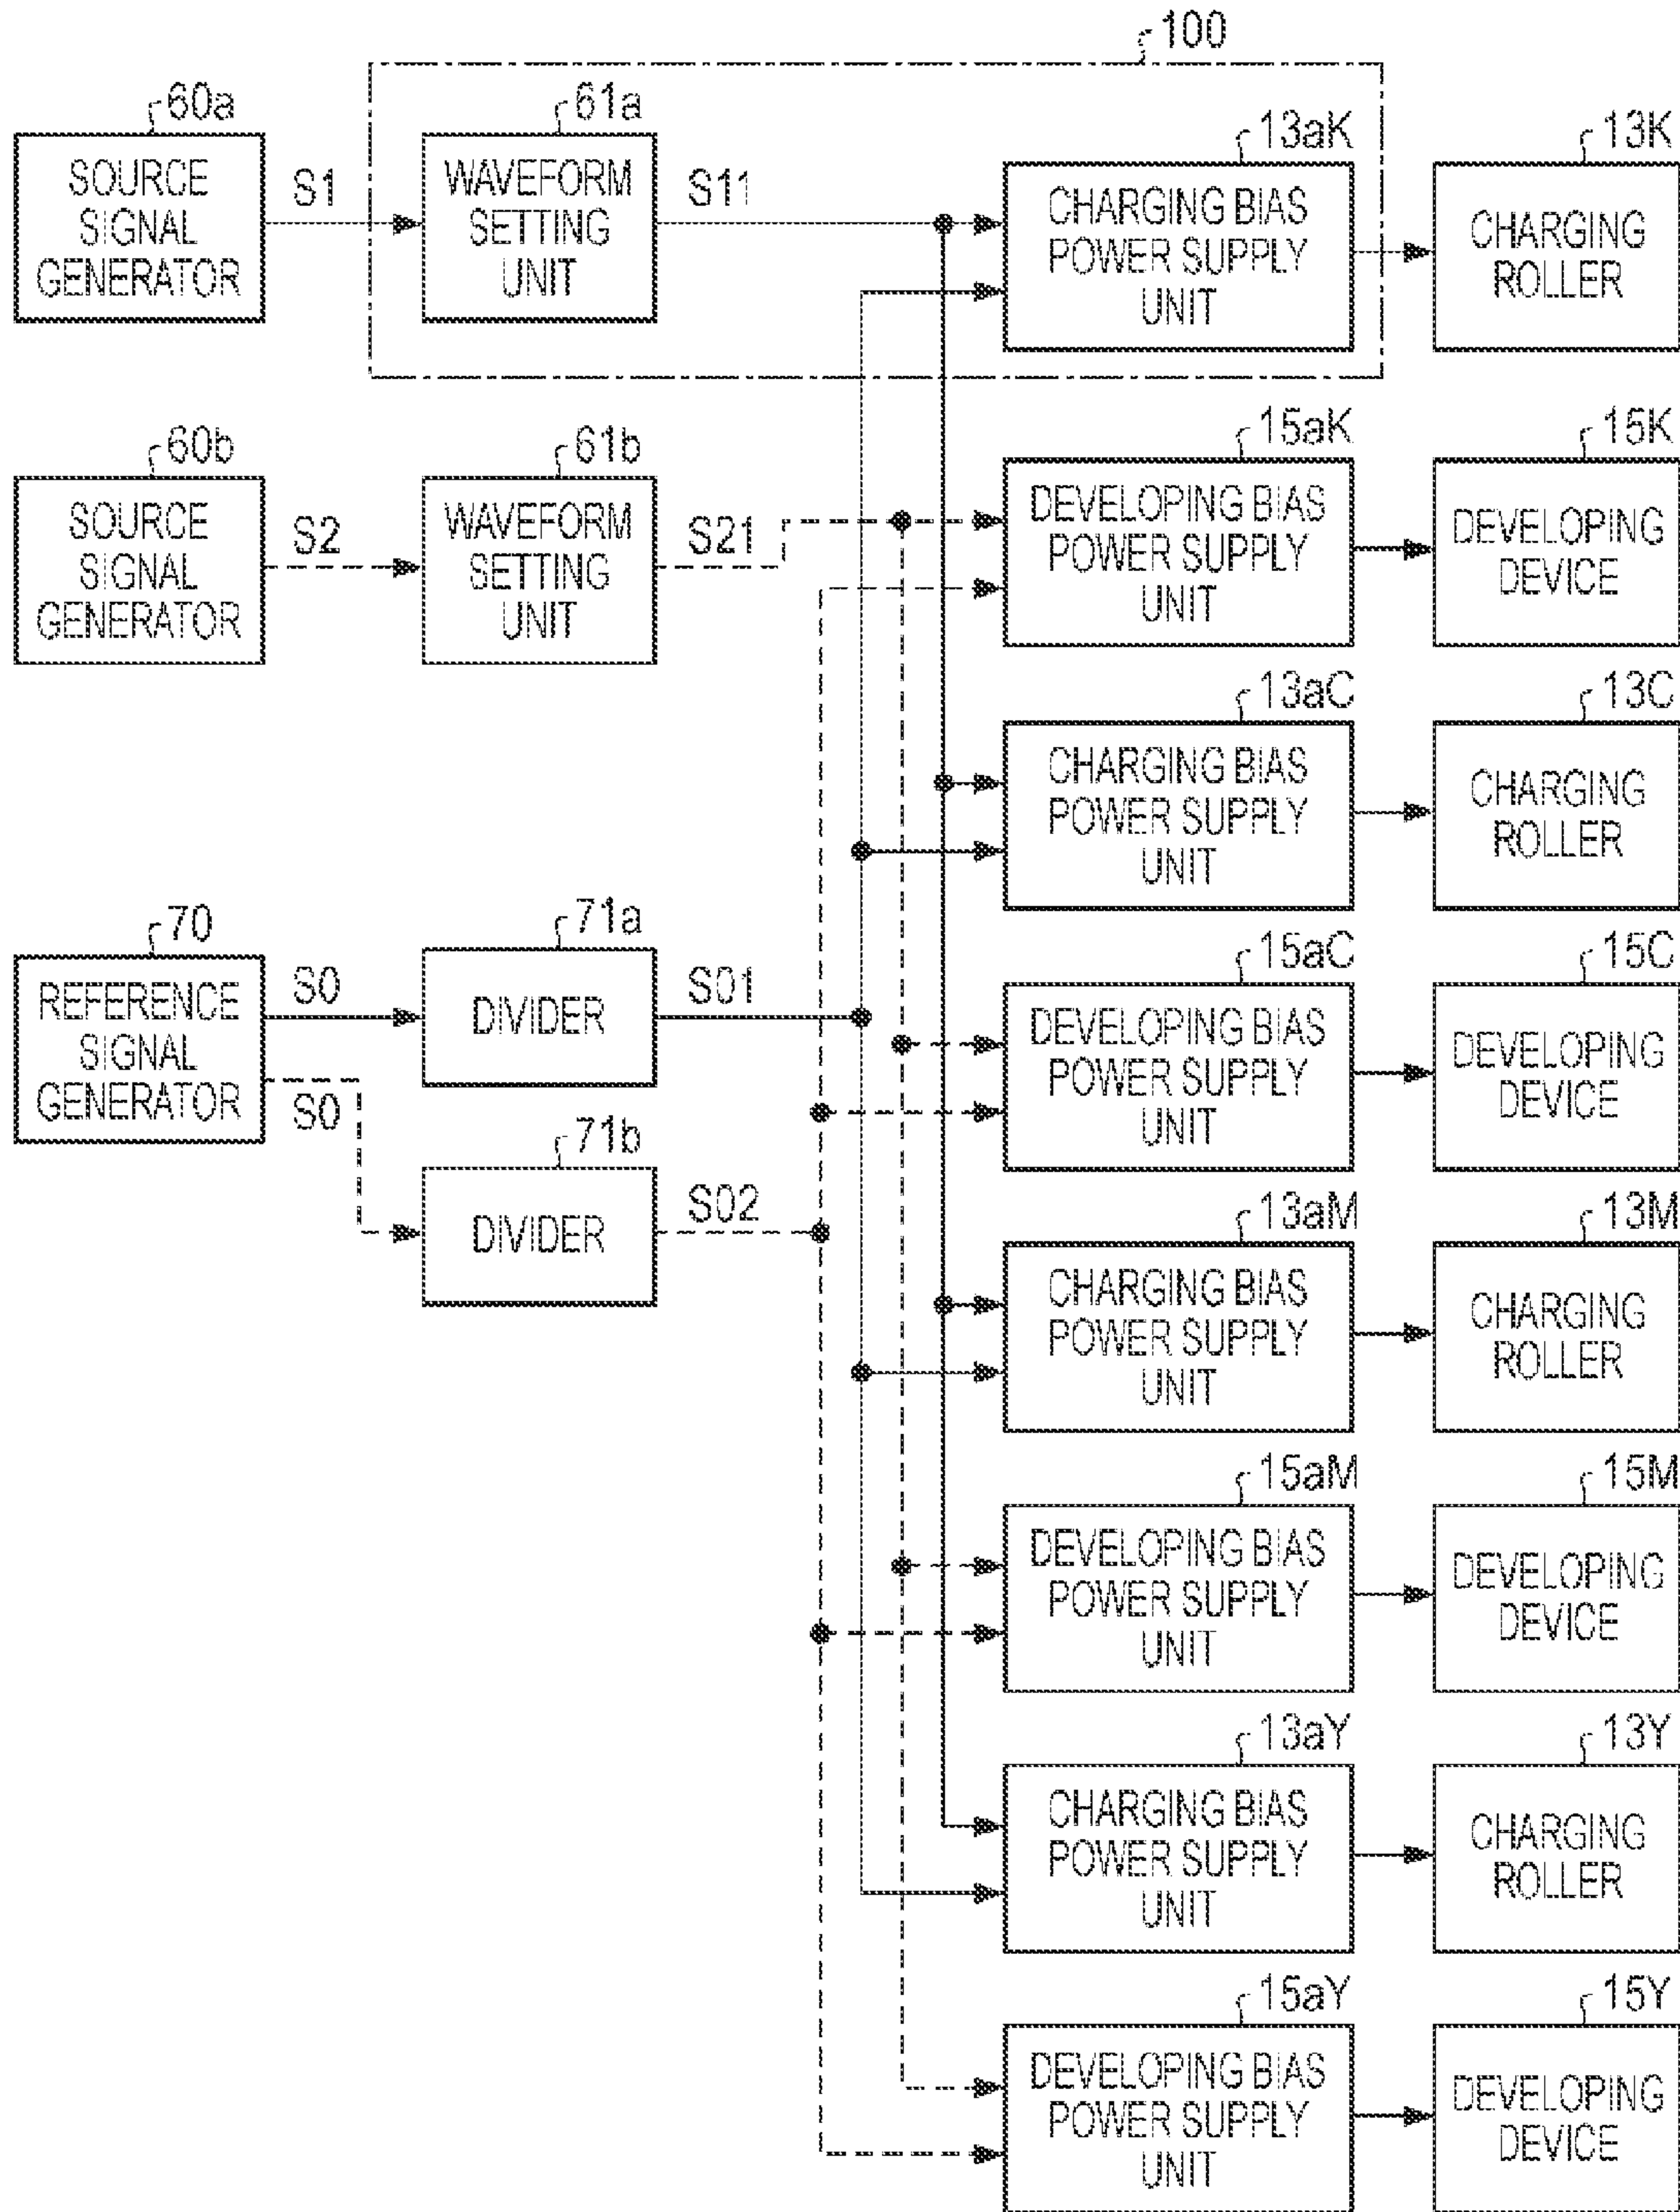 100
60a
61a
13aK
13K
SOURCE
SIGNAL
GENERATOR
S1
WAVEFORM
SETTING
UNIT
S11
CHARGING BIAS
POWER SUPPLY
UNIT
CHARGING
ROLLER
60b
61b
15aK
15K
SOURCE
SIGNAL
GENERATOR
S2
WAVEFORM
SETTING
UNIT
S21
DEVELOPING BIAS
POWER SUPPLY
UNIT
DEVELOPING
DEVICE
13aC
13C
CHARGING BIAS
POWER SUPPLY
UNIT
CHARGING
ROLLER
70
71a
15aC
15C
REFERENCE
SIGNAL
GENERATOR
S0
DIVIDER
S01
DEVELOPING BIAS
POWER SUPPLY
UNIT
DEVELOPING
DEVICE
S0
71b
DIVIDER
S02
13aM
13M
CHARGING BIAS
POWER SUPPLY
UNIT
CHARGING
ROLLER
15aM
15M
DEVELOPING BIAS
POWER SUPPLY
UNIT
DEVELOPING
DEVICE
13aY
13Y
CHARGING BIAS
POWER SUPPLY
UNIT
CHARGING
ROLLER
15aY
15Y
DEVELOPING BIAS
POWER SUPPLY
UNIT
DEVELOPING
DEVICE